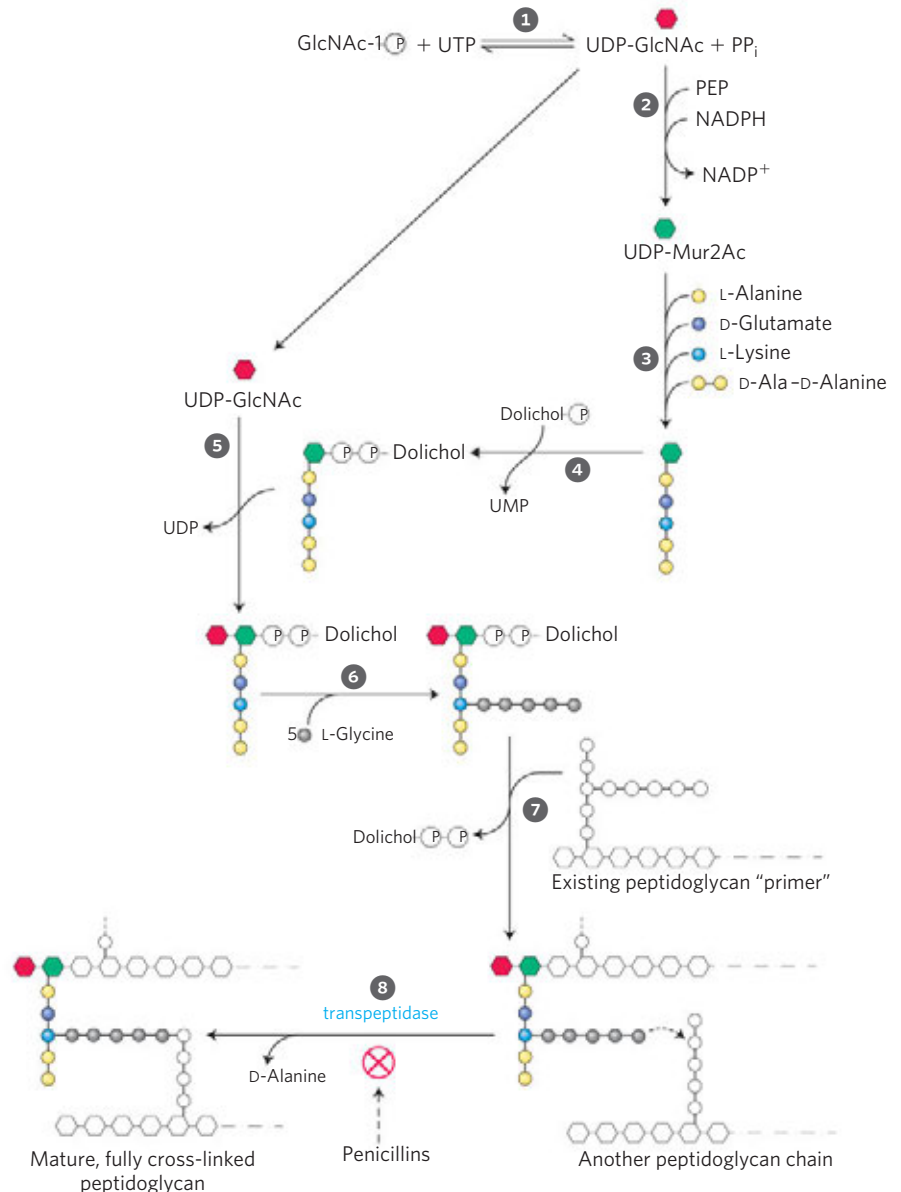 1
GlcNAc-1 P + UTP
UDP-GlcNAc + PPi
2
PEP
NADPH
NADP+
UDP-Mur2Ac
3
L-Alanine
D-Glutamate
L-Lysine
D-Ala–D-Alanine
UDP-GlcNAc
5
UDP
Dolichol P
4
UMP
P P Dolichol
P P Dolichol
6
5 L-Glycine
P P Dolichol
7
Dolichol P P
Existing peptidoglycan “primer”
8
transpeptidase
D-Alanine
Penicillins
Mature, fully cross-linked
peptidoglycan
Another peptidoglycan chain